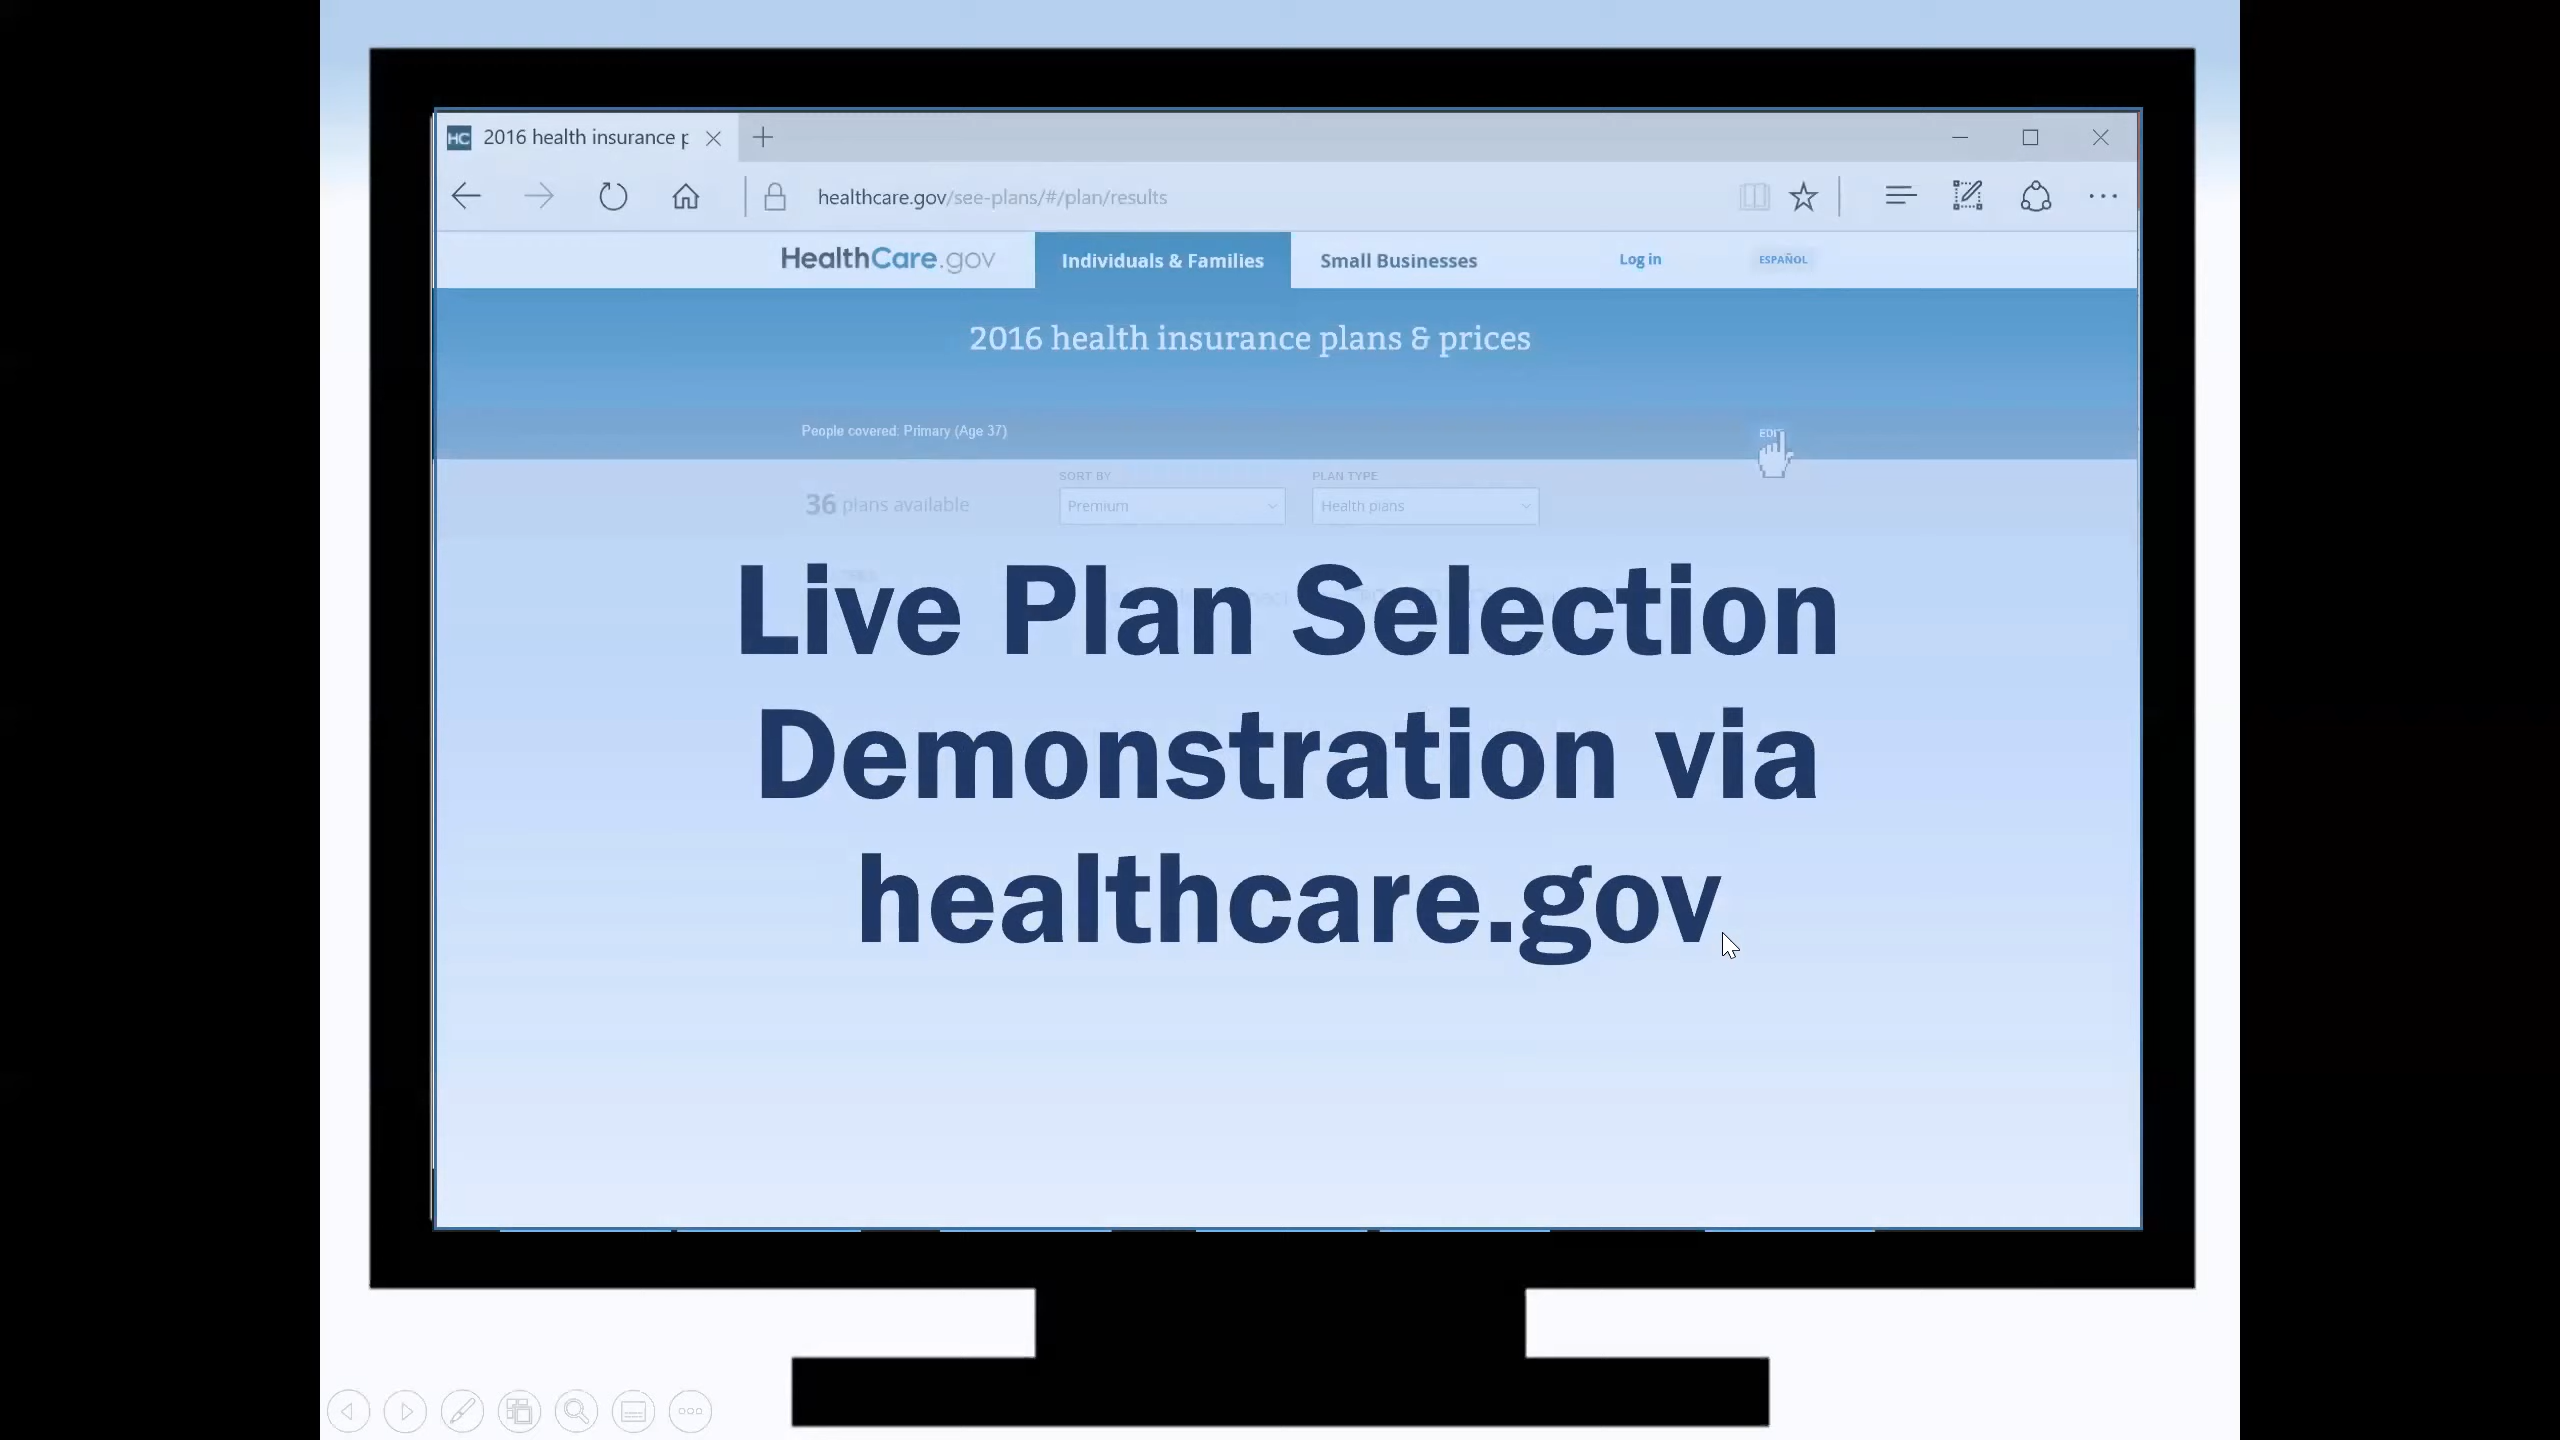 HC 2016 health insurance p
healthcare.gov/see-plans/#/plan/results
HealthCare.gov Individuals & Families Small Businesses Log in ESPAÑOL
2016 health insurance plans & prices
People covered: Primary (Age 37)
SORT BY PLAN TYPE
36 plans available Premium Health plans
Live Plan Selection
Demonstration via
healthcare.gov